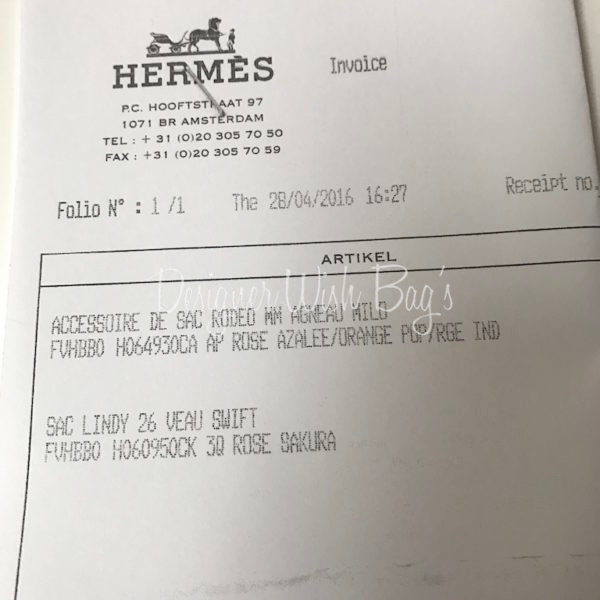 HERMÈS
Invoice
P.C. HOOFTSTRAAT 97
1071 BR AMSTERDAM
TEL : + 31 (0)20 305 70 50
FAX : +31 (0)20 305 70 59
Folio N° : 1 /1 The 28/04/2016 16:27 Receipt no.
ARTIKEL
Designer Wish Bag's
ACCESSOIRE DE SAC RODEO MM AGNEAU MILO
FVHBBO H064930CA AP ROSE AZALEE/ORANGE POP/RGE IND
SAC LINDY 26 VEAU SWIFT
FVHBBO H060950CK 3Q ROSE SAKURA